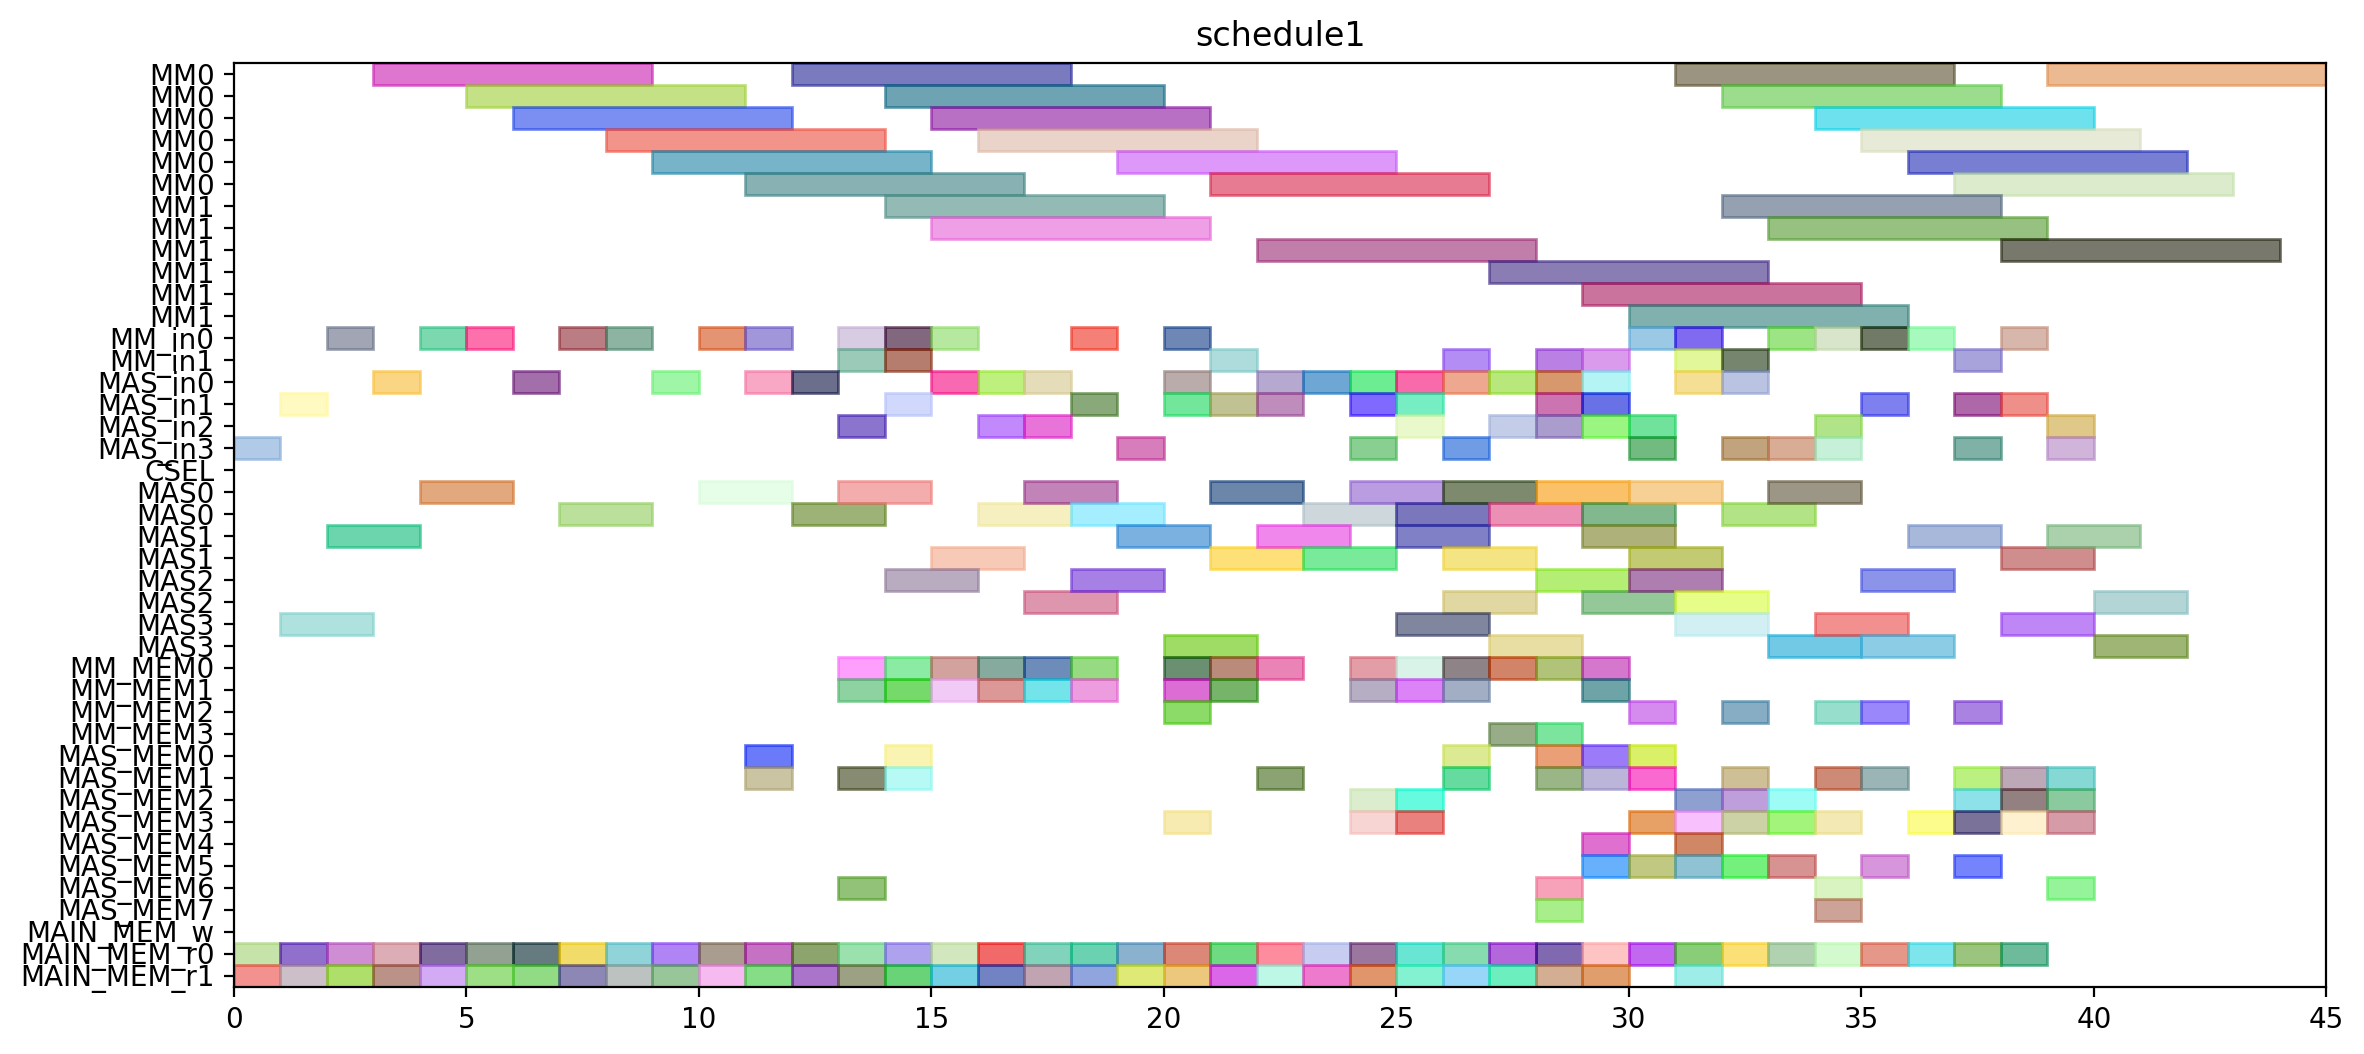 schedule1
MM0
MM0
MM0
MM0
MM0
MM0
MM1
MM1
MM1
MM1
MM1
MM1
MM_in0
MM_in1
MAS_in0
MAS_in1
MAS_in2
MAS_in3
CSEL
MAS0
MAS0
MAS1
MAS1
MAS2
MAS2
MAS3
MAS3
MM_MEM0
MM_MEM1
MM_MEM2
MM_MEM3
MAS_MEM0
MAS_MEM1
MAS_MEM2
MAS_MEM3
MAS_MEM4
MAS_MEM5
MAS_MEM6
MAS_MEM7
MAIN_MEM_w
MAIN_MEM_r0
MAIN_MEM_r1
0 5 10 15 20 25 30 35 40 45